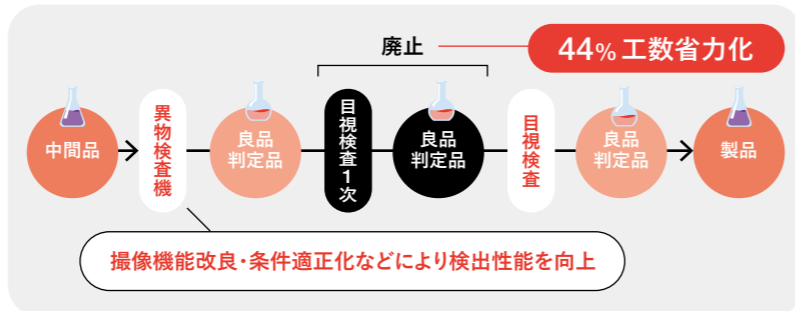 廃止
44%工数省力化
中間品
異物検査機
良品
判定品
目視検査1次
良品
判定品
目視検査
良品
判定品
製品
撮像機能改良・条件適正化などにより検出性能を向上